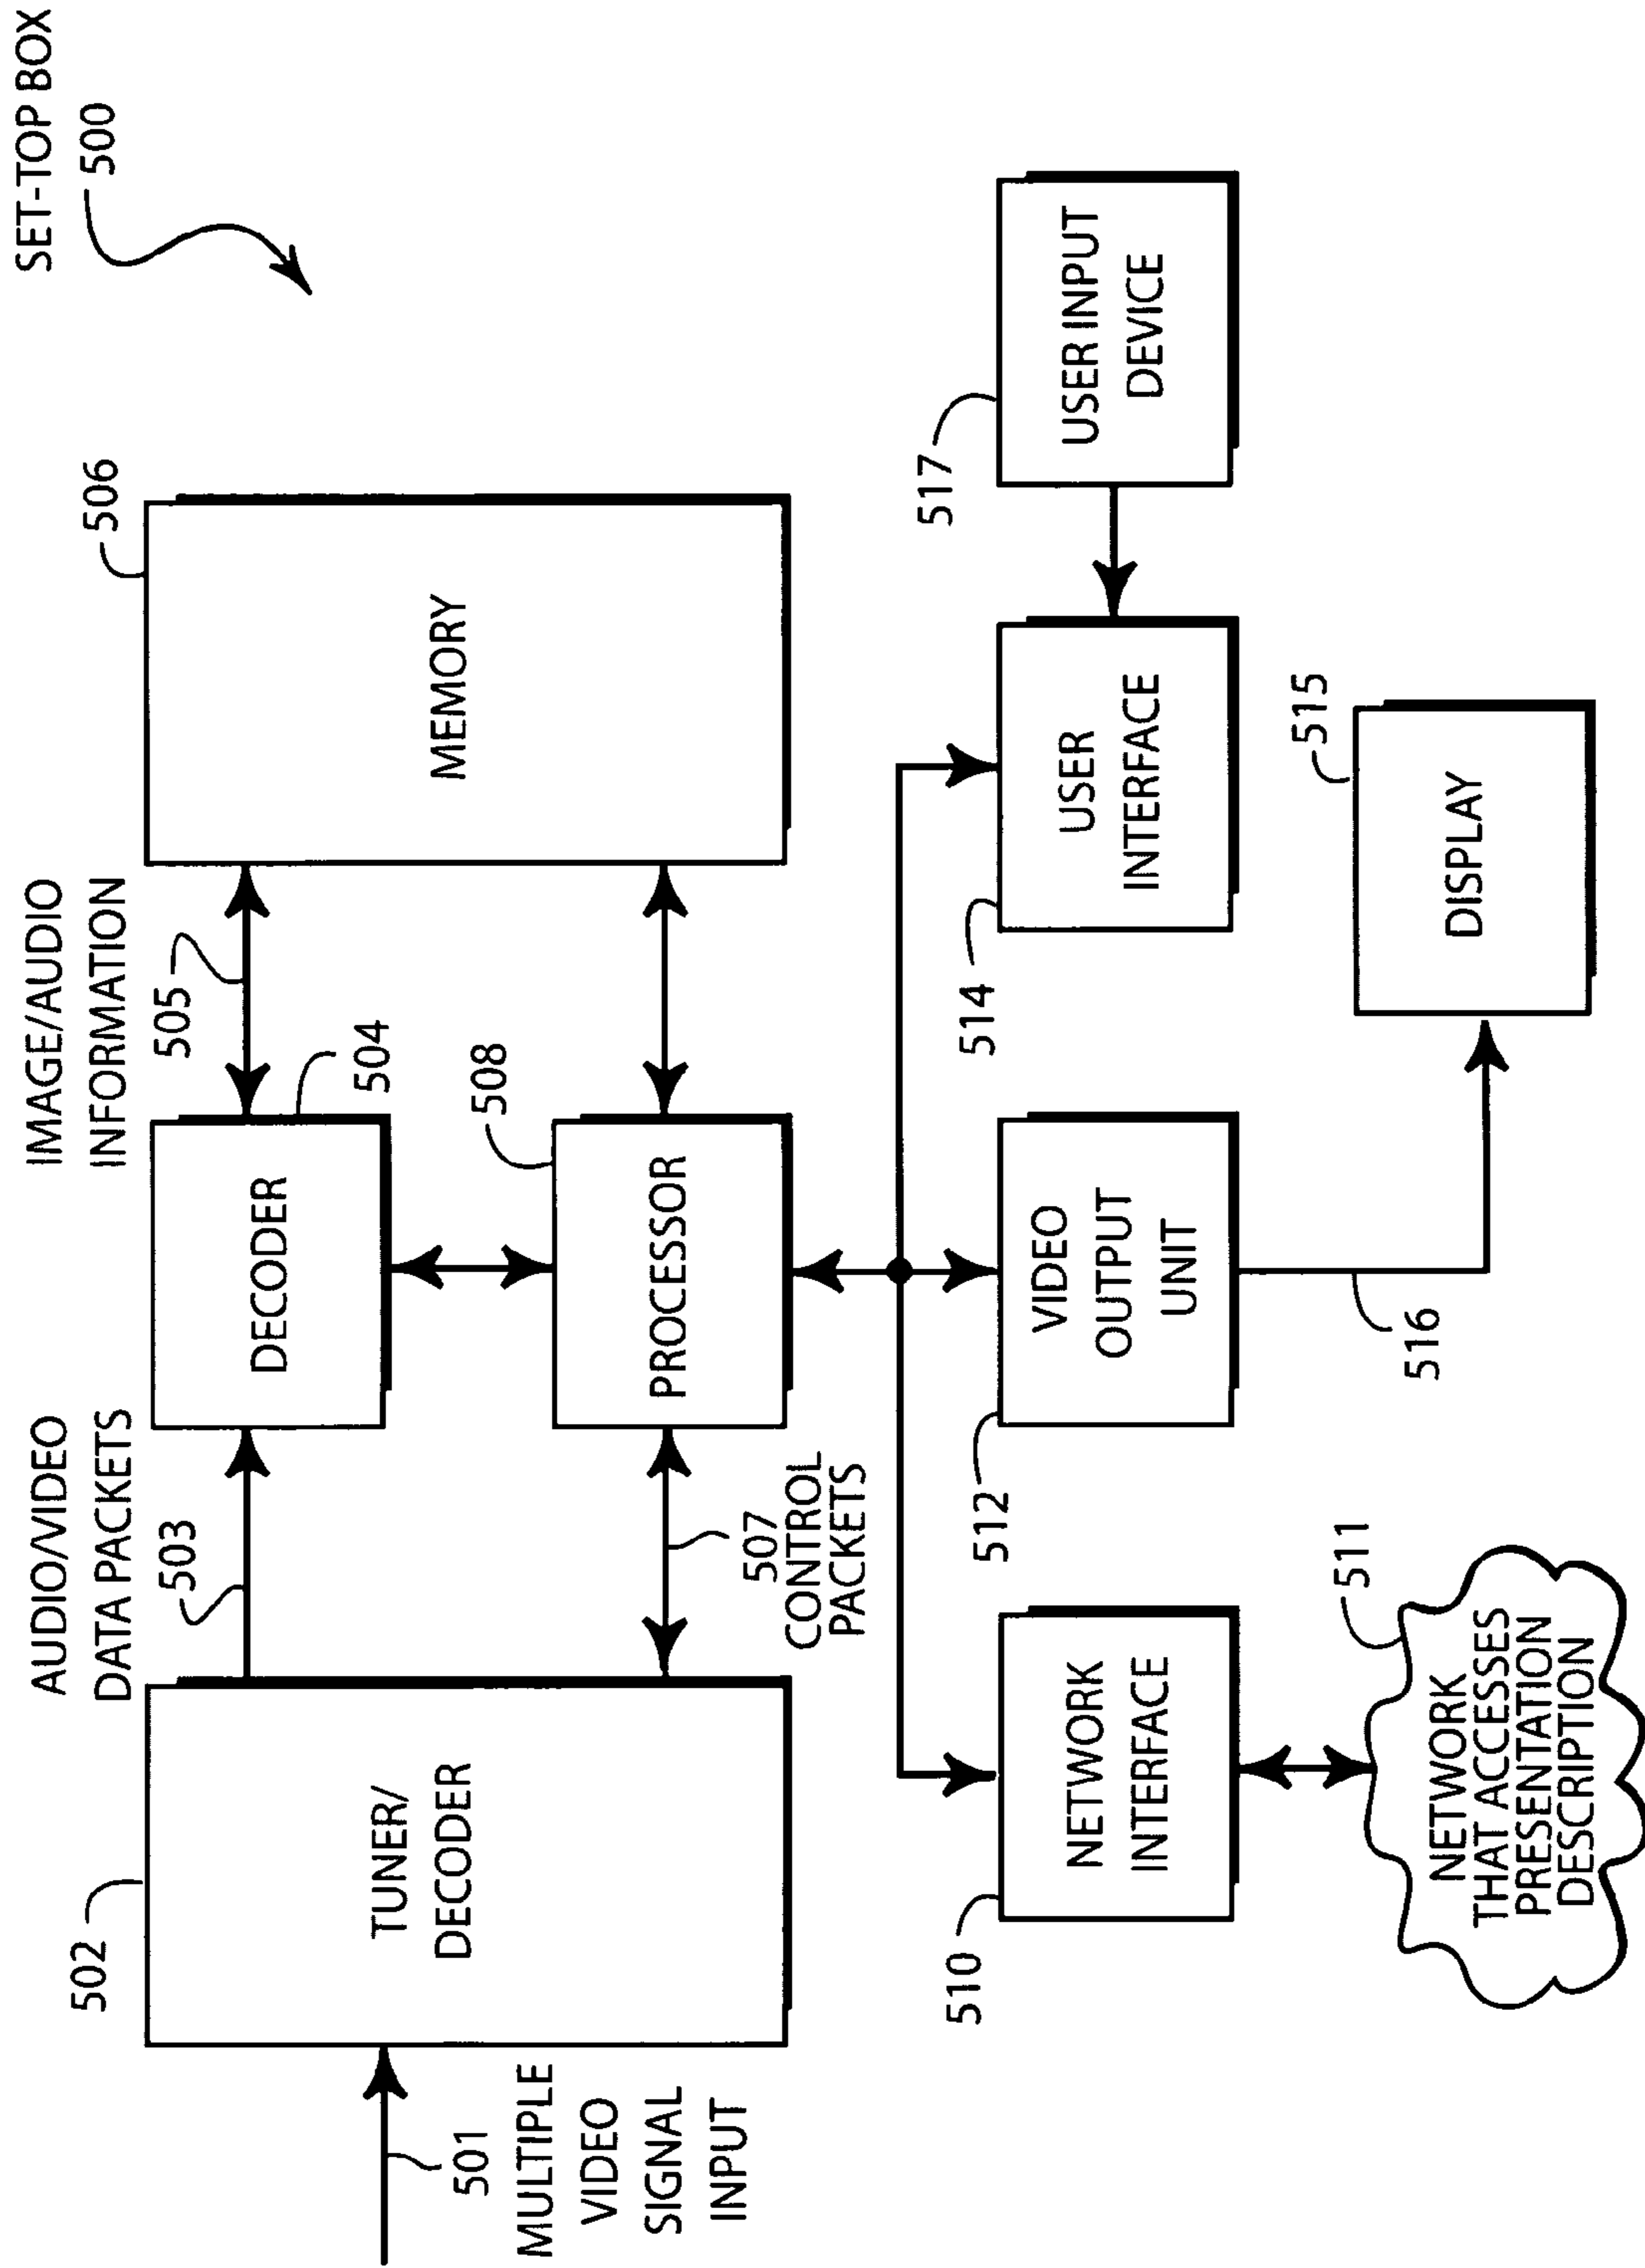 SET-TOP BOX
500
IMAGE/AUDIO
INFORMATION
505
AUDIO/VIDEO
DATA PACKETS
503
502
TUNER/
DECODER
DECODER
504
506
MEMORY
501
MULTIPLE
VIDEO
SIGNAL
INPUT
508
PROCESSOR
507
CONTROL
PACKETS
510
NETWORK
INTERFACE
512
VIDEO
OUTPUT
UNIT
514
USER
INTERFACE
517
USER INPUT
DEVICE
511
NETWORK
THAT ACCESSES
PRESENTATION
DESCRIPTION
516
515
DISPLAY